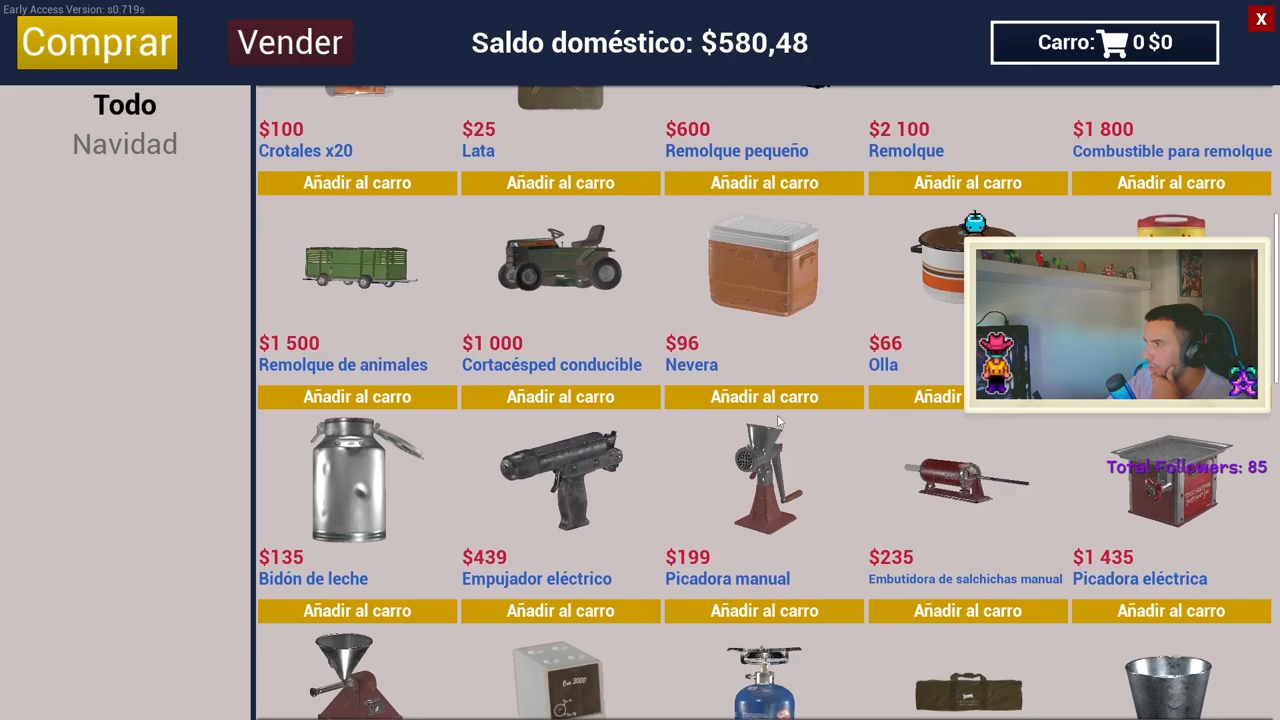 Early Access Version: s0.719s
Comprar
Vender
Saldo doméstico: $580,48
Carro: 0 $0
X
Todo
Navidad
$100
Crotales x20
Añadir al carro
$25
Lata
Añadir al carro
$600
Remolque pequeño
Añadir al carro
$2 100
Remolque
Añadir al carro
$1 800
Combustible para remolque
Añadir al carro
$1 500
Remolque de animales
Añadir al carro
$1 000
Cortacésped conducible
Añadir al carro
$96
Nevera
Añadir al carro
$66
Olla
Añadir
Total Followers: 85
$135
Bidón de leche
Añadir al carro
$439
Empujador eléctrico
Añadir al carro
$199
Picadora manual
Añadir al carro
$235
Embutidora de salchichas manual
Añadir al carro
$1 435
Picadora eléctrica
Añadir al carro